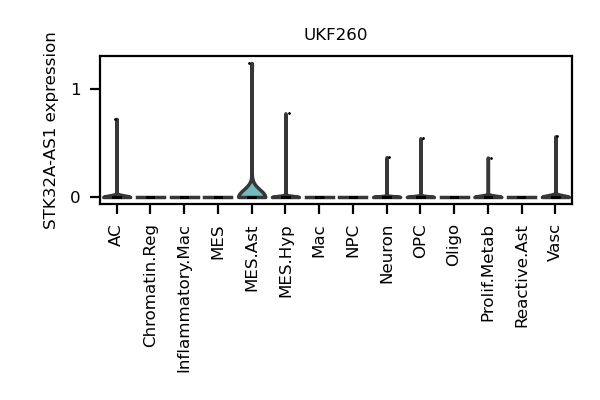 UKF260
STK32A-AS1 expression
1
0
AC
Chromatin.Reg
Inflammatory.Mac
MES
MES.Ast
MES.Hyp
Mac
NPC
Neuron
OPC
Oligo
Prolif.Metab
Reactive.Ast
Vasc